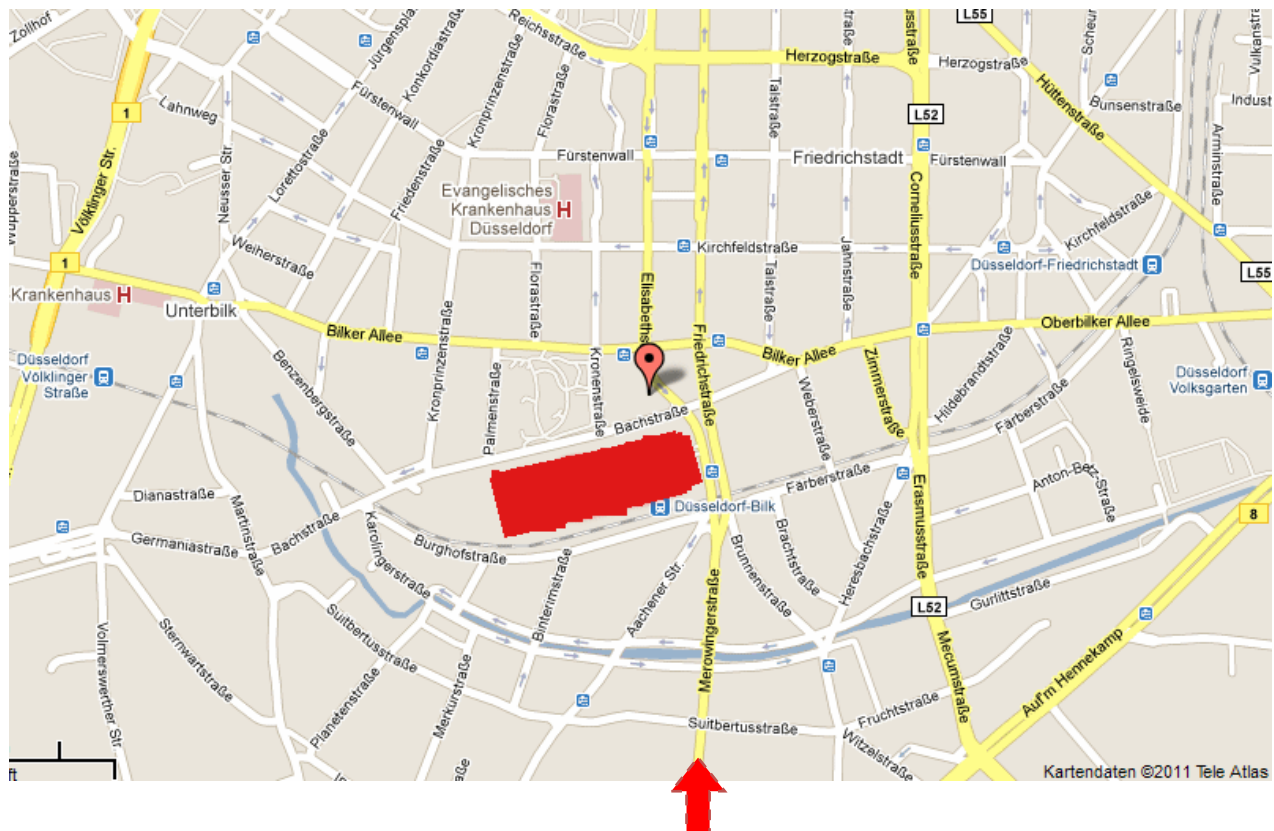 Zollhof
Reichsstraße
L55
Herzogstraße
Herzogstraße
Jürgenspla
Konkordiastraße
Kronprinzenstraße
Florastraße
Talstraße
Hüttenstraße
Bunsenstraße
Indust
1
Lahnweg
Fürstenwall
L52
Arminstraße
Völklinger Str.
Neusser Str.
Lorettostraße
Friedenstraße
Fürstenwall
Friedrichstadt
Fürstenwall
Evangelisches
Krankenhaus
Düsseldorf
H
Corneliusstraße
Kirchfeldstraße
Weiherstraße
Kirchfeldstraße
Jahnstraße
Talstraße
Düsseldorf-Friedrichstadt
1
L55
Krankenhaus H
Unterbilk
Florastraße
Elisabeths
Friedrichstraße
Bilker Allee
Bilker Allee
Oberbilker Allee
Kronprinzenstraße
Kronenstraße
Palmenstraße
Benzenbergstraße
Zimmerstraße
Weberstraße
Hildebrandtstraße
Ringelsweide
Düsseldorf
Völklinger
Straße
Düsseldorf
Volksgarten
Bachstraße
Färberstraße
Färberstraße
Anton-Betz-Straße
Erasmusstraße
Dianastraße
Martinstraße
Düsseldorf-Bilk
8
Germaniastraße
Bachstraße
Karolingerstraße
Burghofstraße
Binterimstraße
Aachener Str.
Brunnenstraße
Brachtstraße
Heresbachstraße
Gurlittstraße
L52
Suitbertusstraße
Merowingerstraße
Mecumstraße
Auf'm Hennekamp
Volmerswerther Str.
Sternwartstraße
Planetenstraße
Merkurstraße
Suitbertusstraße
Fruchtstraße
Witzelstraße
ft
Kartendaten ©2011 Tele Atlas